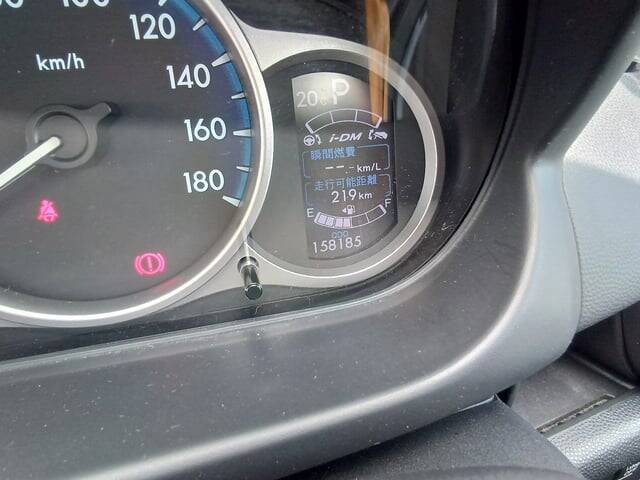 120
km/h
140
160
180
20°C P
i-DM
瞬間燃費
--.- km/L
走行可能距離
219 km
E F
ODO
158185